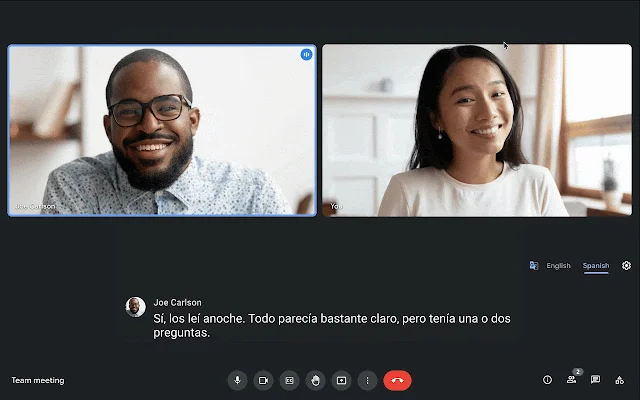 Joe Carlson
You
English Spanish
Joe Carlson
Sí, los leí anoche. Todo parecía bastante claro, pero tenía una o dos
preguntas.
Team meeting
2